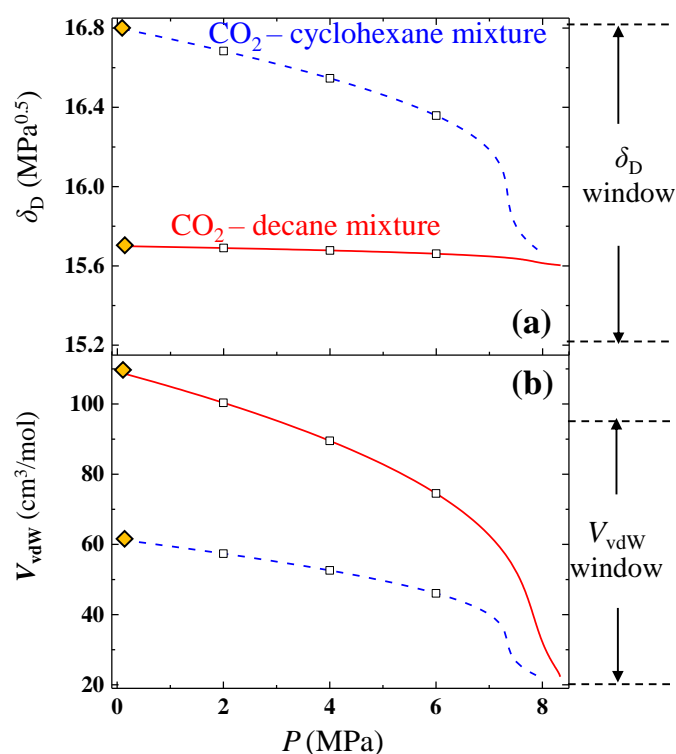 16.8
16.4
16.0
15.6
15.2
δD (MPa0.5)
CO2 – cyclohexane mixture
CO2 – decane mixture
(a)
δD
window
100
80
60
40
20
VvdW (cm3/mol)
(b)
VvdW
window
0 2 4 6 8
P (MPa)